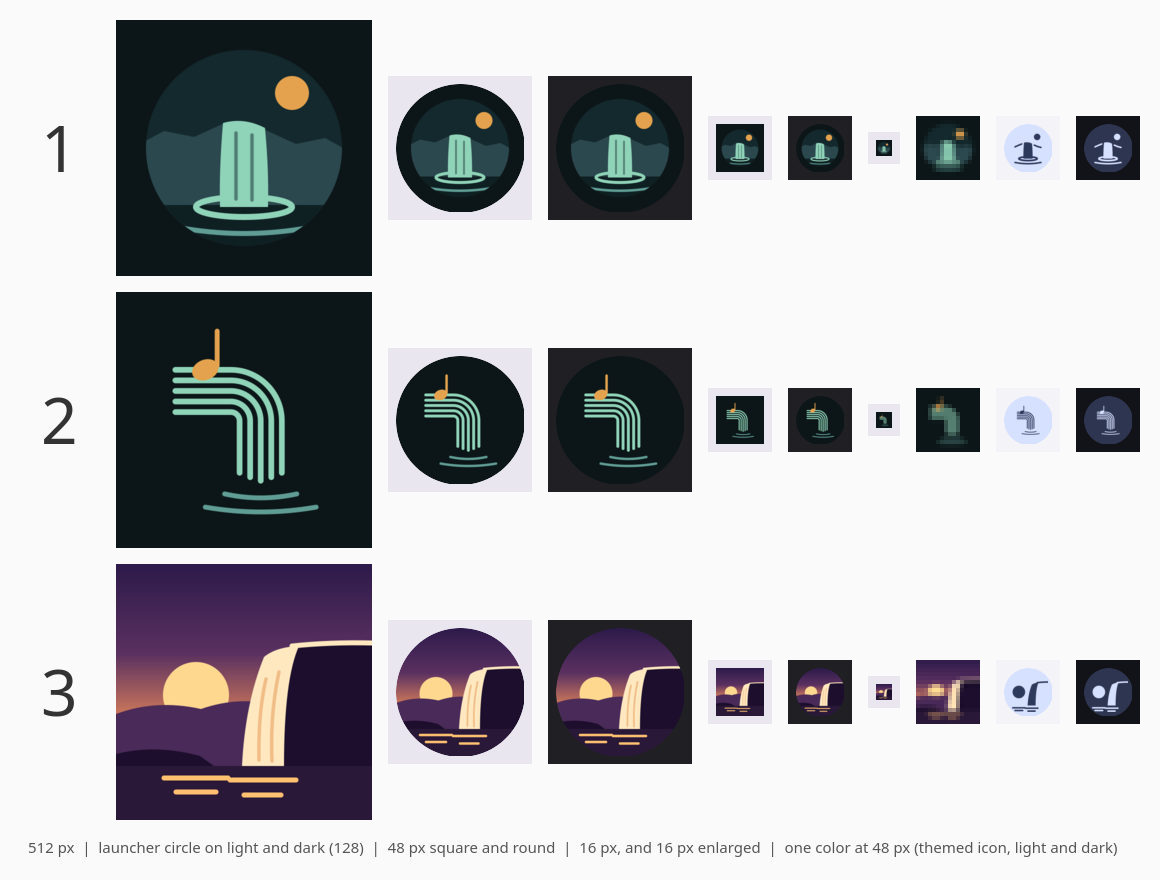 1
2
3
512 px | launcher circle on light and dark (128) | 48 px square and round | 16 px, and 16 px enlarged | one color at 48 px (themed icon, light and dark)